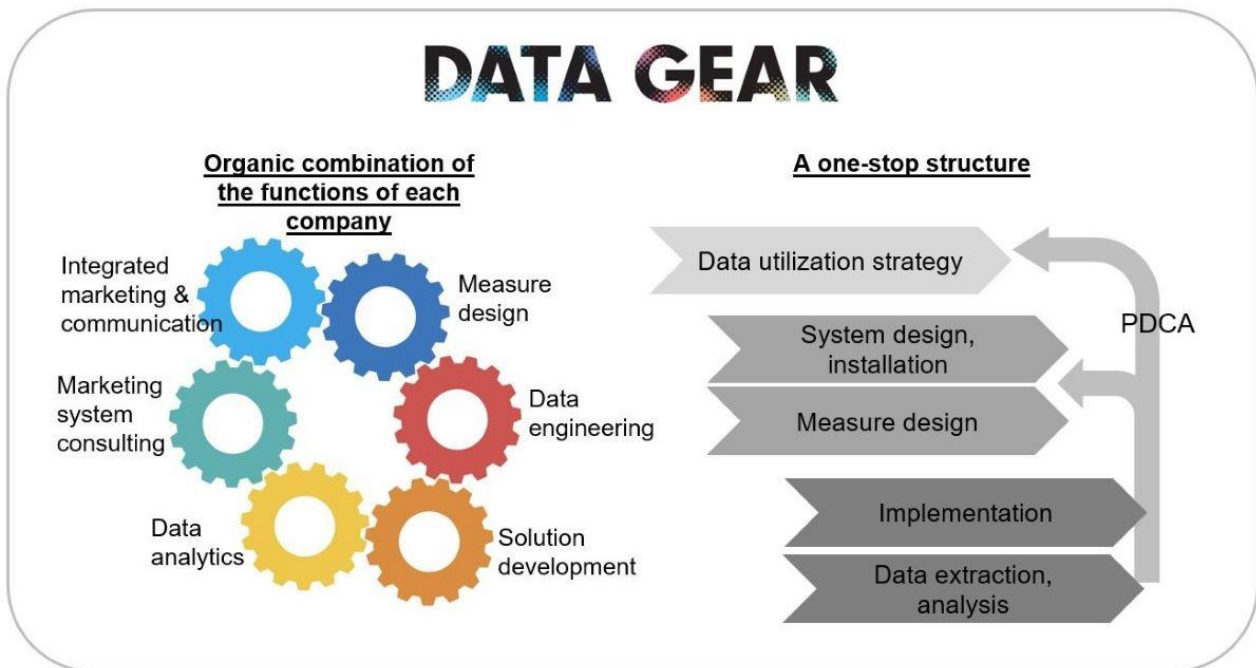 DATA GEAR
Organic combination of
the functions of each
company
Integrated
marketing &
communication
Measure
design
Marketing
system
consulting
Data
engineering
Data
analytics
Solution
development
A one-stop structure
Data utilization strategy
System design,
installation
Measure design
PDCA
Implementation
Data extraction,
analysis